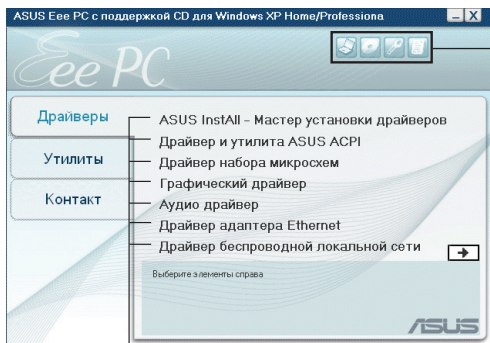 ASUS Eee PC с поддержкой CD для Windows XP Home/Professiona
Eee PC
Драйверы
Утилиты
Контакт
ASUS InstAll – Мастер установки драйверов
Драйвер и утилита ASUS ACPI
Драйвер набора микросхем
Графический драйвер
Аудио драйвер
Драйвер адаптера Ethernet
Драйвер беспроводной локальной сети
Выберите элементы справа
ASUS